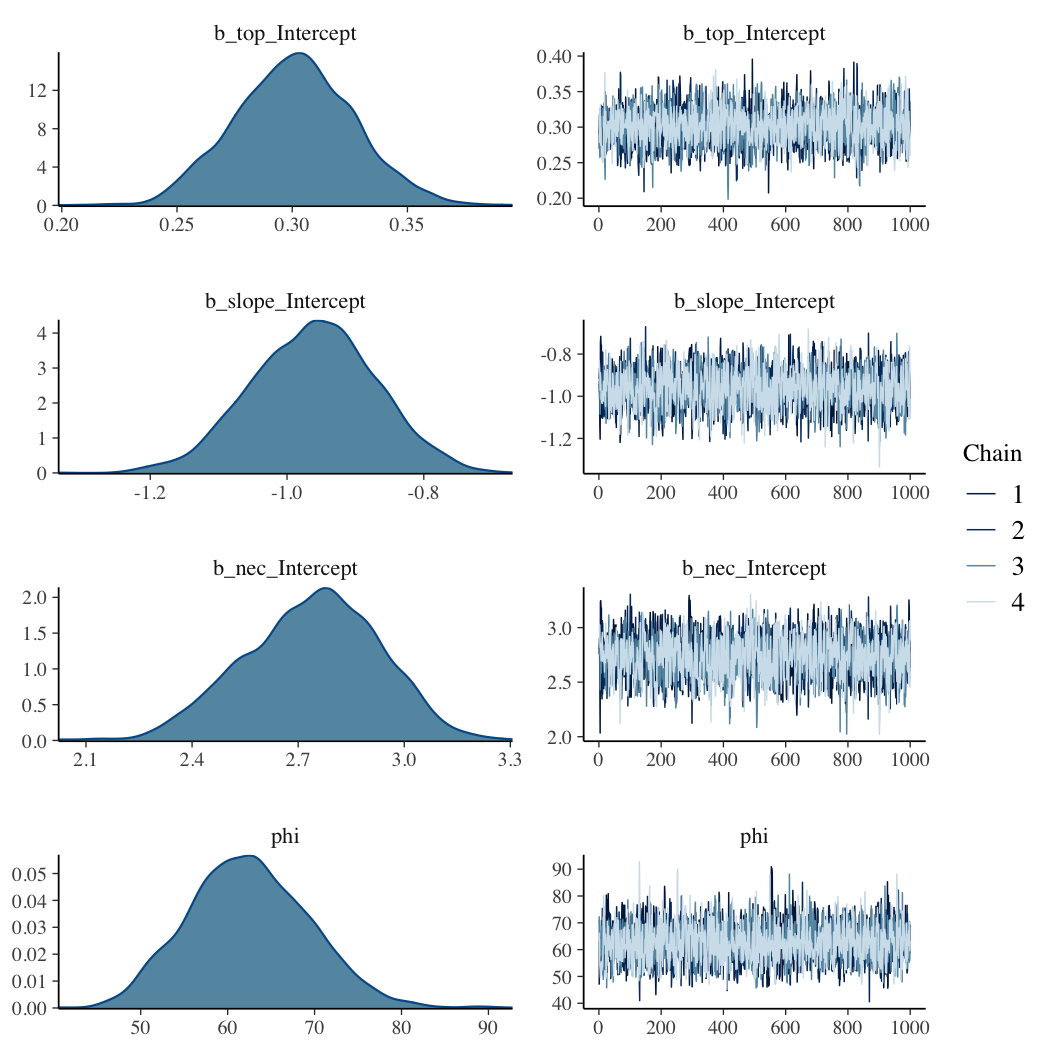 b_top_Intercept
12
8
4
0
0.20 0.25 0.30 0.35
b_top_Intercept
0.40
0.35
0.30
0.25
0.20
0 200 400 600 800 1000
b_slope_Intercept
4
3
2
1
0
-1.2 -1.0 -0.8
b_slope_Intercept
-0.8
-1.0
-1.2
0 200 400 600 800 1000
b_nec_Intercept
2.0
1.5
1.0
0.5
0.0
2.1 2.4 2.7 3.0 3.3
b_nec_Intercept
3.0
2.5
2.0
0 200 400 600 800 1000
phi
0.05
0.04
0.03
0.02
0.01
0.00
50 60 70 80 90
phi
90
80
70
60
50
40
0 200 400 600 800 1000
Chain
1
2
3
4